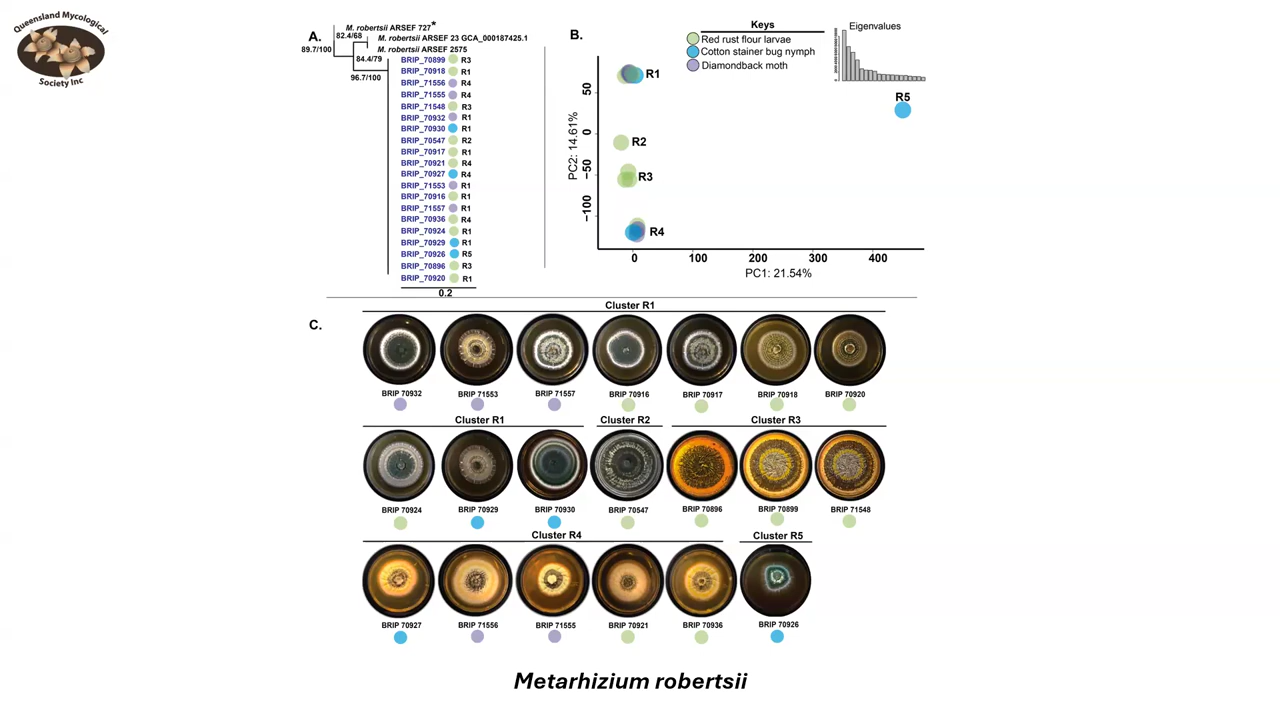 Queensland Mycological
Society Inc
A.
M. robertsii ARSEF 727*
82.4/68
M. robertsii ARSEF 23 GCA_000187425.1
89.7/100
M. robertsii ARSEF 2575
84.4/79
96.7/100
BRIP_70899 R3
BRIP_70918 R1
BRIP_71556 R4
BRIP_71555 R4
BRIP_71548 R3
BRIP_70932 R1
BRIP_70930 R1
BRIP_70547 R2
BRIP_70917 R1
BRIP_70921 R4
BRIP_70927 R4
BRIP_71553 R1
BRIP_70916 R1
BRIP_71557 R1
BRIP_70936 R4
BRIP_70924 R1
BRIP_70929 R1
BRIP_70926 R5
BRIP_70896 R3
BRIP_70920 R1
0.2
B.
Keys
Red rust flour larvae
Cotton stainer bug nymph
Diamondback moth
Eigenvalues
R1
R2
R3
R4
R5
PC2: 14.61%
50
0
−50
−100
0 100 200 300 400
PC1: 21.54%
C.
Cluster R1
BRIP 70932 BRIP 71553 BRIP 71557 BRIP 70916 BRIP 70917 BRIP 70918 BRIP 70920
Cluster R1 Cluster R2 Cluster R3
BRIP 70924 BRIP 70929 BRIP 70930 BRIP 70547 BRIP 70896 BRIP 70899 BRIP 71548
Cluster R4 Cluster R5
BRIP 70927 BRIP 71556 BRIP 71555 BRIP 70921 BRIP 70936 BRIP 70926
Metarhizium robertsii